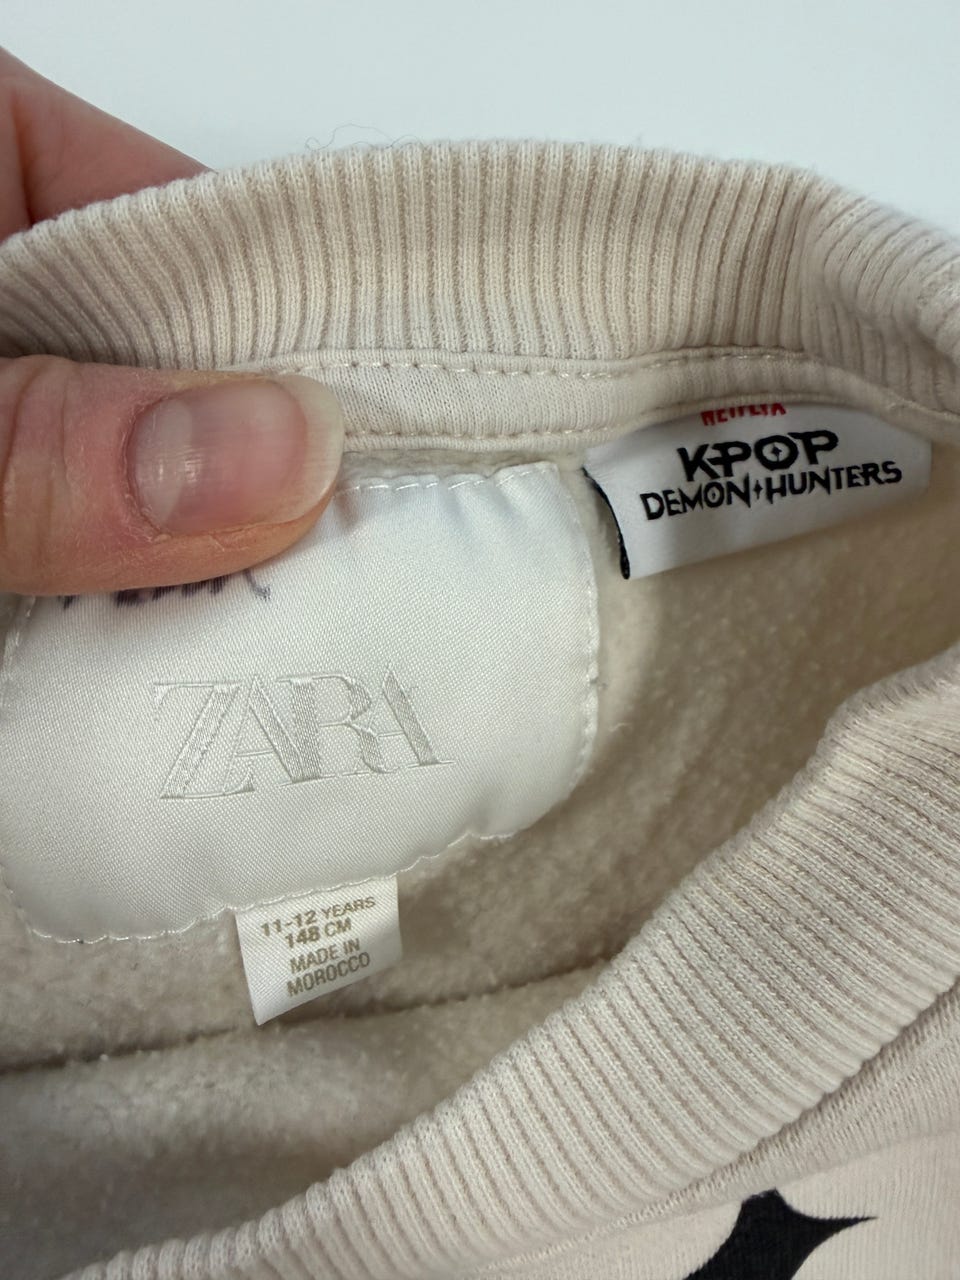 NETFLIX
KPOP
DEMON HUNTERS
ZARA
11-12 YEARS
148 CM
MADE IN
MOROCCO